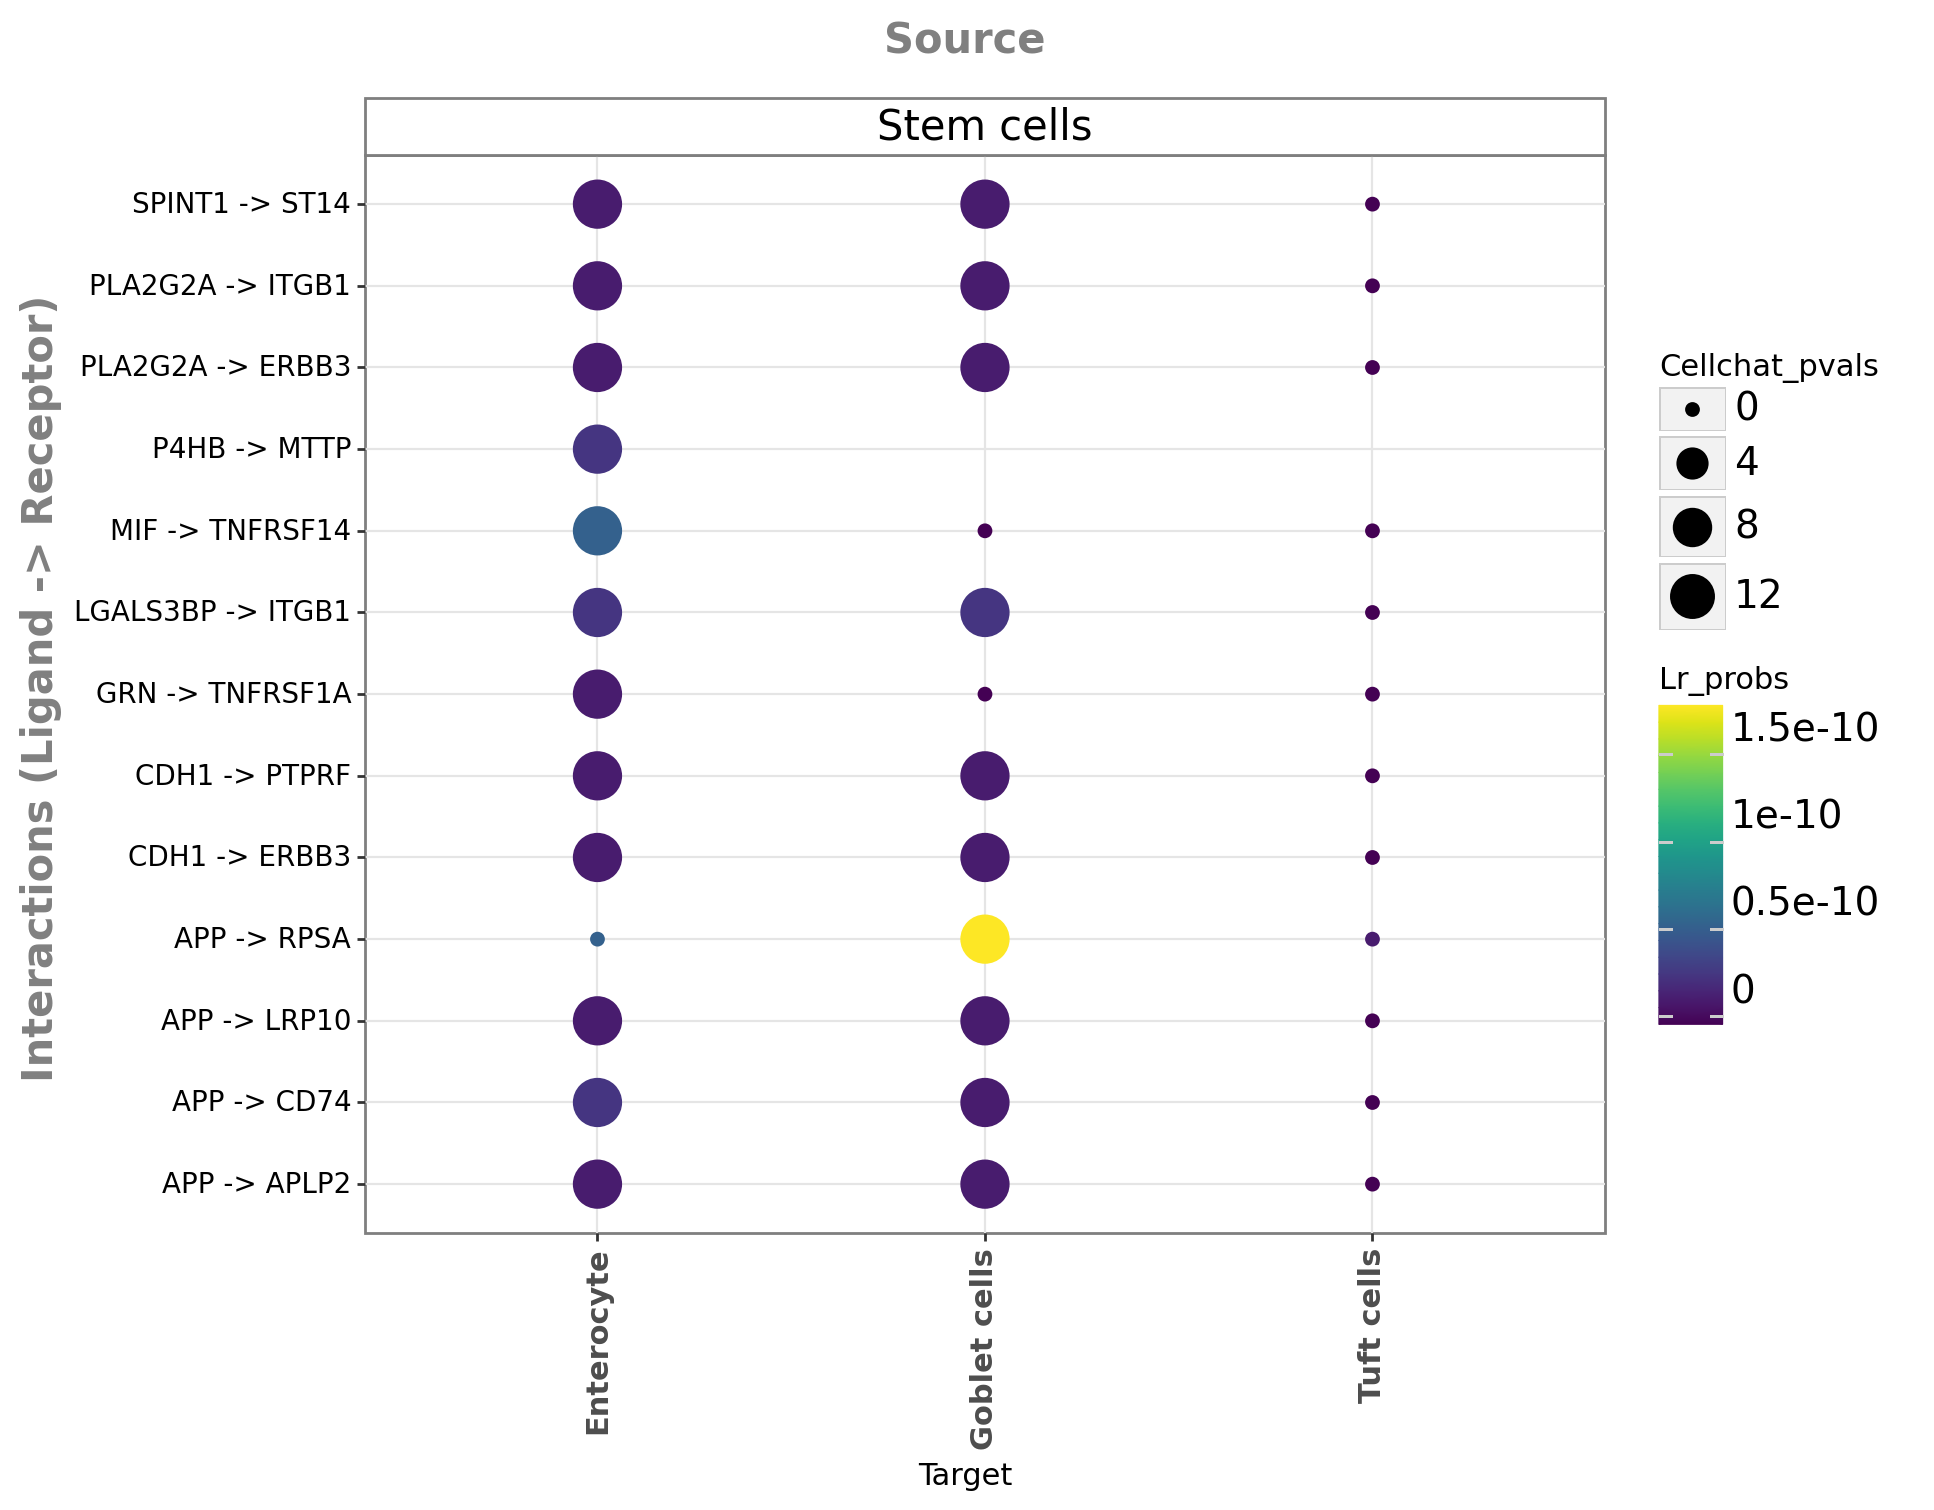 Source
Stem cells
Interactions (Ligand -> Receptor)
SPINT1 -> ST14
PLA2G2A -> ITGB1
PLA2G2A -> ERBB3
P4HB -> MTTP
MIF -> TNFRSF14
LGALS3BP -> ITGB1
GRN -> TNFRSF1A
CDH1 -> PTPRF
CDH1 -> ERBB3
APP -> RPSA
APP -> LRP10
APP -> CD74
APP -> APLP2
Enterocyte
Goblet cells
Tuft cells
Target
Cellchat_pvals
0
4
8
12
Lr_probs
1.5e-10
1e-10
0.5e-10
0